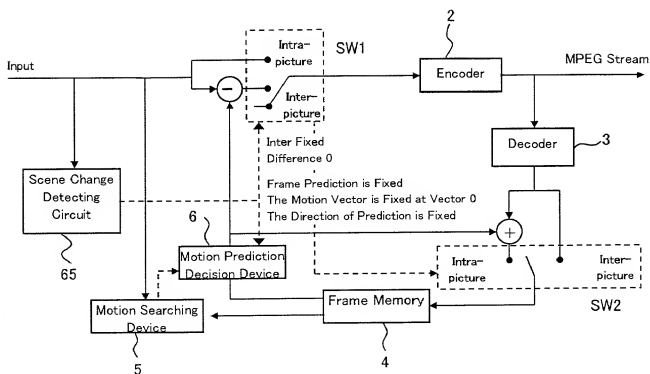 2
SW1
Intra-
picture
Input
Encoder
MPEG Stream
−
Inter-
picture
Decoder
3
Inter Fixed
Difference 0
Scene Change
Detecting
Circuit
Frame Prediction is Fixed
The Motion Vector is Fixed at Vector 0
The Direction of Prediction is Fixed
6
+
65
Motion Prediction
Decision Device
Intra-
picture
Inter-
picture
Motion Searching
Device
Frame Memory
SW2
5
4